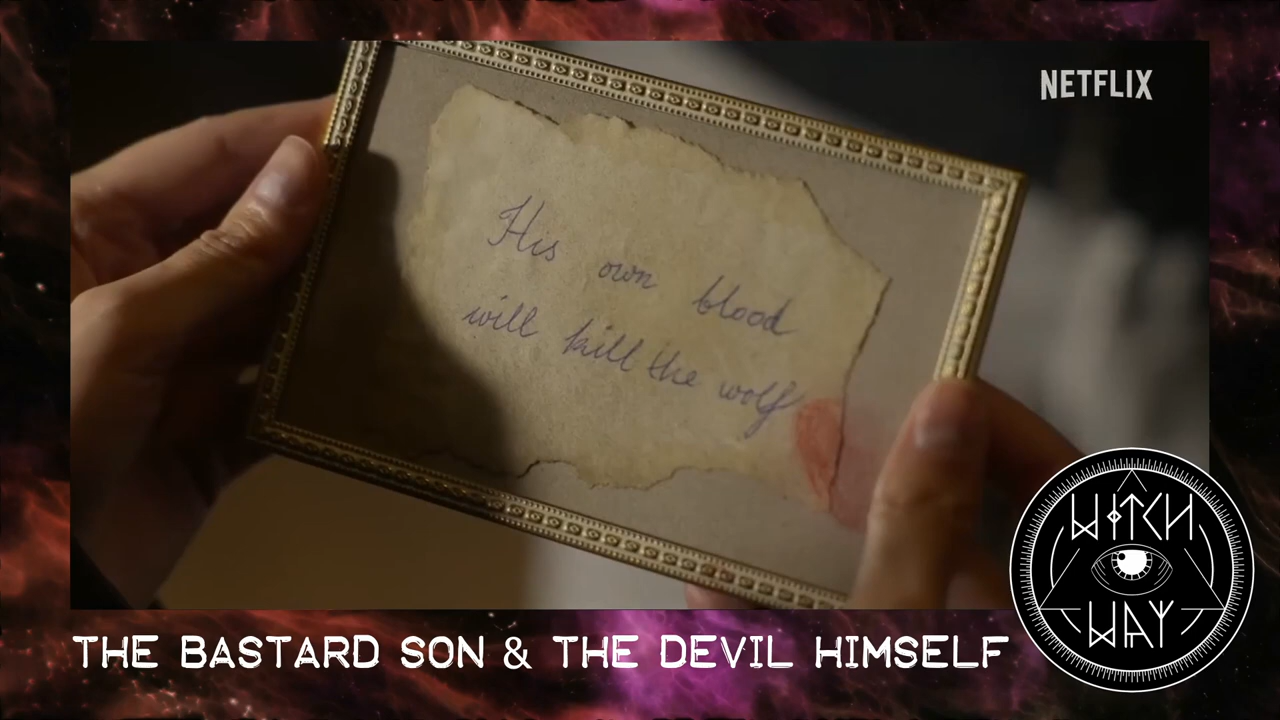 NETFLIX
His own blood
will kill the wolf
WITCH
WAY
THE BASTARD SON & THE DEVIL HIMSELF